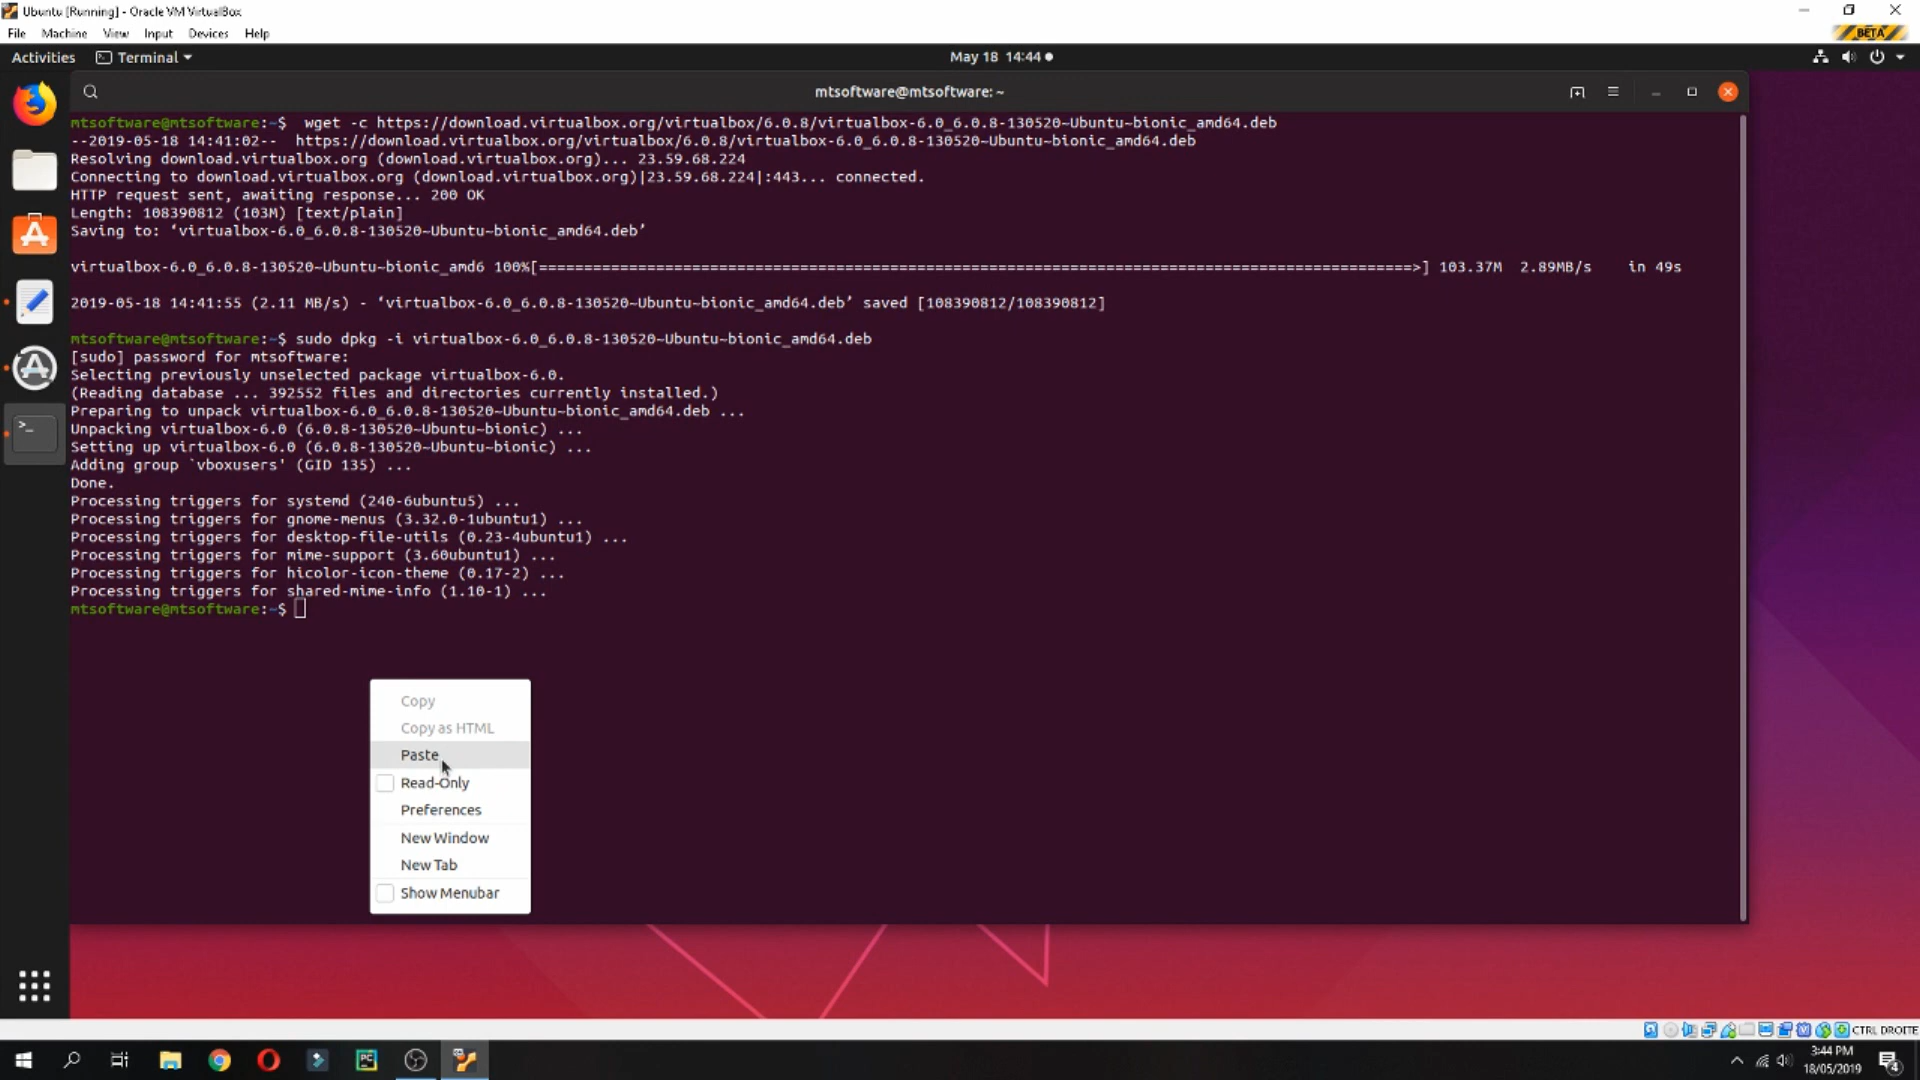 Ubuntu [Running] - Oracle VM VirtualBox
File Machine View Input Devices Help
BETA
Activities Terminal May 18 14:44
mtsoftware@mtsoftware: ~
mtsoftware@mtsoftware:~$  wget -c https://download.virtualbox.org/virtualbox/6.0.8/virtualbox-6.0_6.0.8-130520~Ubuntu~bionic_amd64.deb
--2019-05-18 14:41:02--  https://download.virtualbox.org/virtualbox/6.0.8/virtualbox-6.0_6.0.8-130520~Ubuntu~bionic_amd64.deb
Resolving download.virtualbox.org (download.virtualbox.org)... 23.59.68.224
Connecting to download.virtualbox.org (download.virtualbox.org)|23.59.68.224|:443... connected.
HTTP request sent, awaiting response... 200 OK
Length: 108390812 (103M) [text/plain]
Saving to: ‘virtualbox-6.0_6.0.8-130520~Ubuntu~bionic_amd64.deb’
virtualbox-6.0_6.0.8-130520~Ubuntu~bionic_amd6 100%[=================================================================================================>] 103.37M  2.89MB/s    in 49s
2019-05-18 14:41:55 (2.11 MB/s) - ‘virtualbox-6.0_6.0.8-130520~Ubuntu~bionic_amd64.deb’ saved [108390812/108390812]
mtsoftware@mtsoftware:~$ sudo dpkg -i virtualbox-6.0_6.0.8-130520~Ubuntu~bionic_amd64.deb
[sudo] password for mtsoftware:
Selecting previously unselected package virtualbox-6.0.
(Reading database ... 392552 files and directories currently installed.)
Preparing to unpack virtualbox-6.0_6.0.8-130520~Ubuntu~bionic_amd64.deb ...
Unpacking virtualbox-6.0 (6.0.8-130520~Ubuntu~bionic) ...
Setting up virtualbox-6.0 (6.0.8-130520~Ubuntu~bionic) ...
Adding group `vboxusers' (GID 135) ...
Done.
Processing triggers for systemd (240-6ubuntu5) ...
Processing triggers for gnome-menus (3.32.0-1ubuntu1) ...
Processing triggers for desktop-file-utils (0.23-4ubuntu1) ...
Processing triggers for mime-support (3.60ubuntu1) ...
Processing triggers for hicolor-icon-theme (0.17-2) ...
Processing triggers for shared-mime-info (1.10-1) ...
mtsoftware@mtsoftware:~$
Copy
Copy as HTML
Paste
Read-Only
Preferences
New Window
New Tab
Show Menubar
CTRL DROITE
PC
3:44 PM
18/05/2019
4